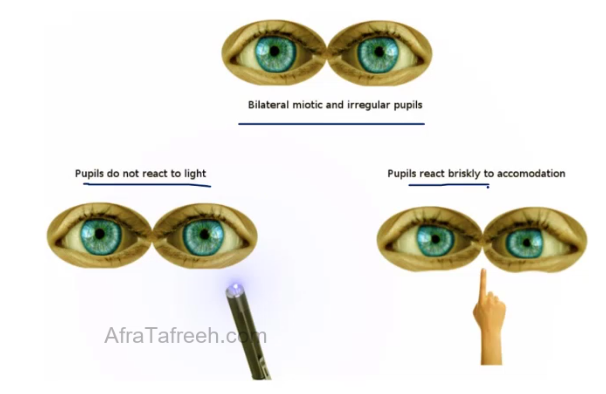 Bilateral miotic and irregular pupils
Pupils do not react to light
Pupils react briskly to accomodation
AfraTafreeh.com